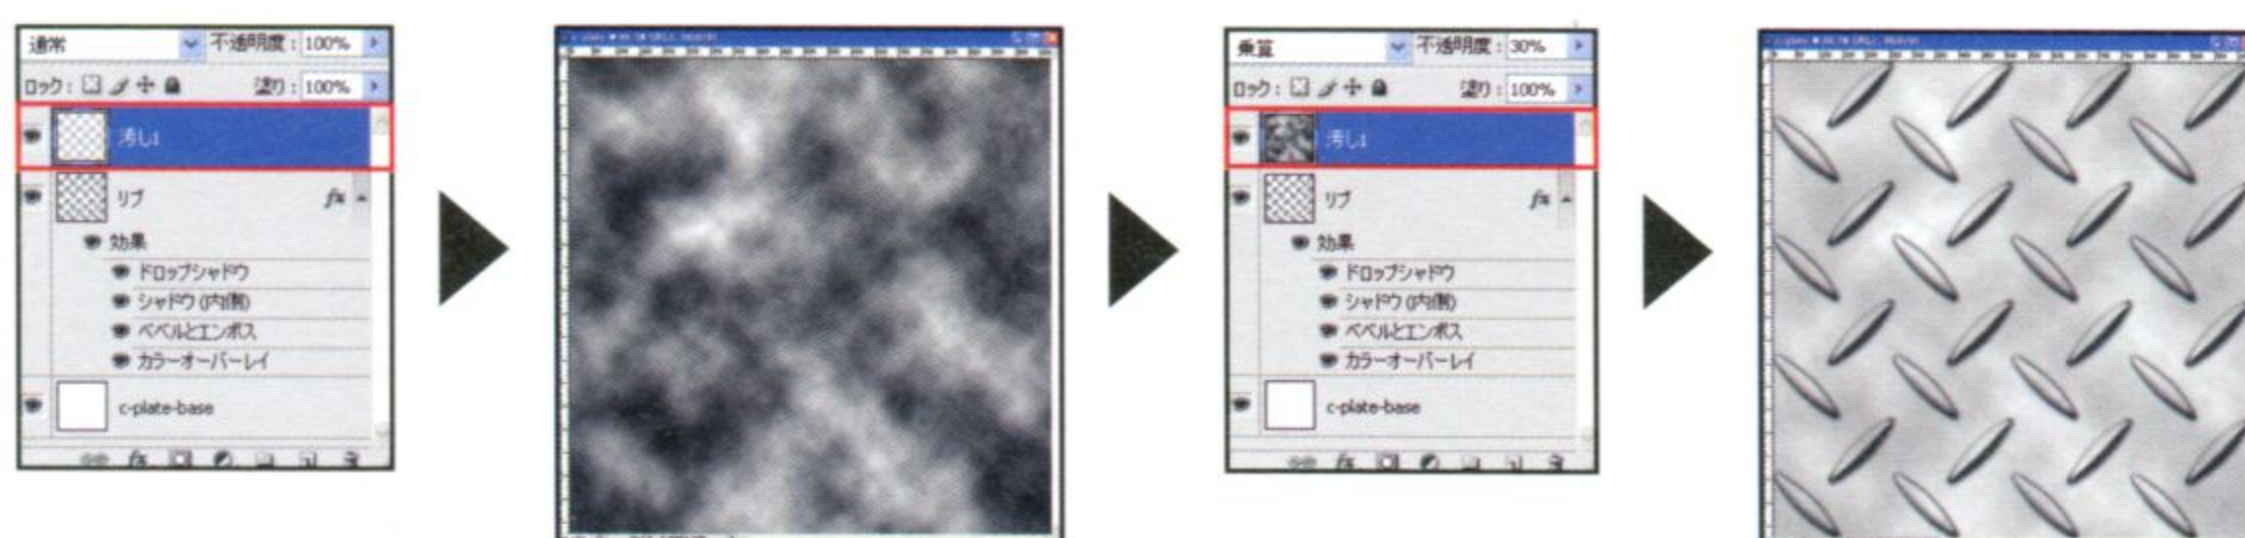 通常 不透明度: 100%
ロック: 塗り: 100%
汚し1
リブ fx
効果
ドロップシャドウ
シャドウ (内側)
ベベルとエンボス
カラーオーバーレイ
c-plate-base
乗算 不透明度: 30%
ロック: 塗り: 100%
汚し1
リブ fx
効果
ドロップシャドウ
シャドウ (内側)
ベベルとエンボス
カラーオーバーレイ
c-plate-base